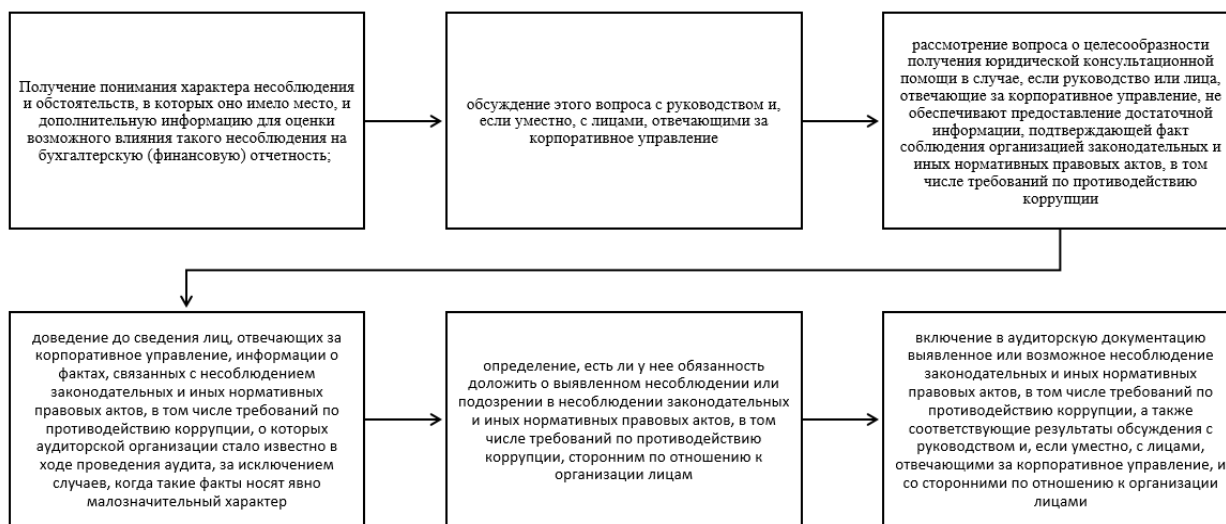 Получение понимания характера несоблюдения
и обстоятельств, в которых оно имело место, и
дополнительную информацию для оценки
возможного влияния такого несоблюдения на
бухгалтерскую (финансовую) отчетность;
обсуждение этого вопроса с руководством и,
если уместно, с лицами, отвечающими за
корпоративное управление
рассмотрение вопроса о целесообразности
получения юридической консультационной
помощи в случае, если руководство или лица,
отвечающие за корпоративное управление, не
обеспечивают предоставление достаточной
информации, подтверждающей факт
соблюдения организацией законодательных и
иных нормативных правовых актов, в том
числе требований по противодействию
коррупции
доведение до сведения лиц, отвечающих за
корпоративное управление, информации о
фактах, связанных с несоблюдением
законодательных и иных нормативных
правовых актов, в том числе требований по
противодействию коррупции, о которых
аудиторской организации стало известно в
ходе проведения аудита, за исключением
случаев, когда такие факты носят явно
малозначительный характер
определение, есть ли у нее обязанность
доложить о выявленном несоблюдении или
подозрении в несоблюдении законодательных
и иных нормативных правовых актов, в том
числе требований по противодействию
коррупции, сторонним по отношению к
организации лицам
включение в аудиторскую документацию
выявленное или возможное несоблюдение
законодательных и иных нормативных
правовых актов, в том числе требований по
противодействию коррупции, а также
соответствующие результаты обсуждения с
руководством и, если уместно, с лицами,
отвечающими за корпоративное управление, и
со сторонними по отношению к организации
лицами